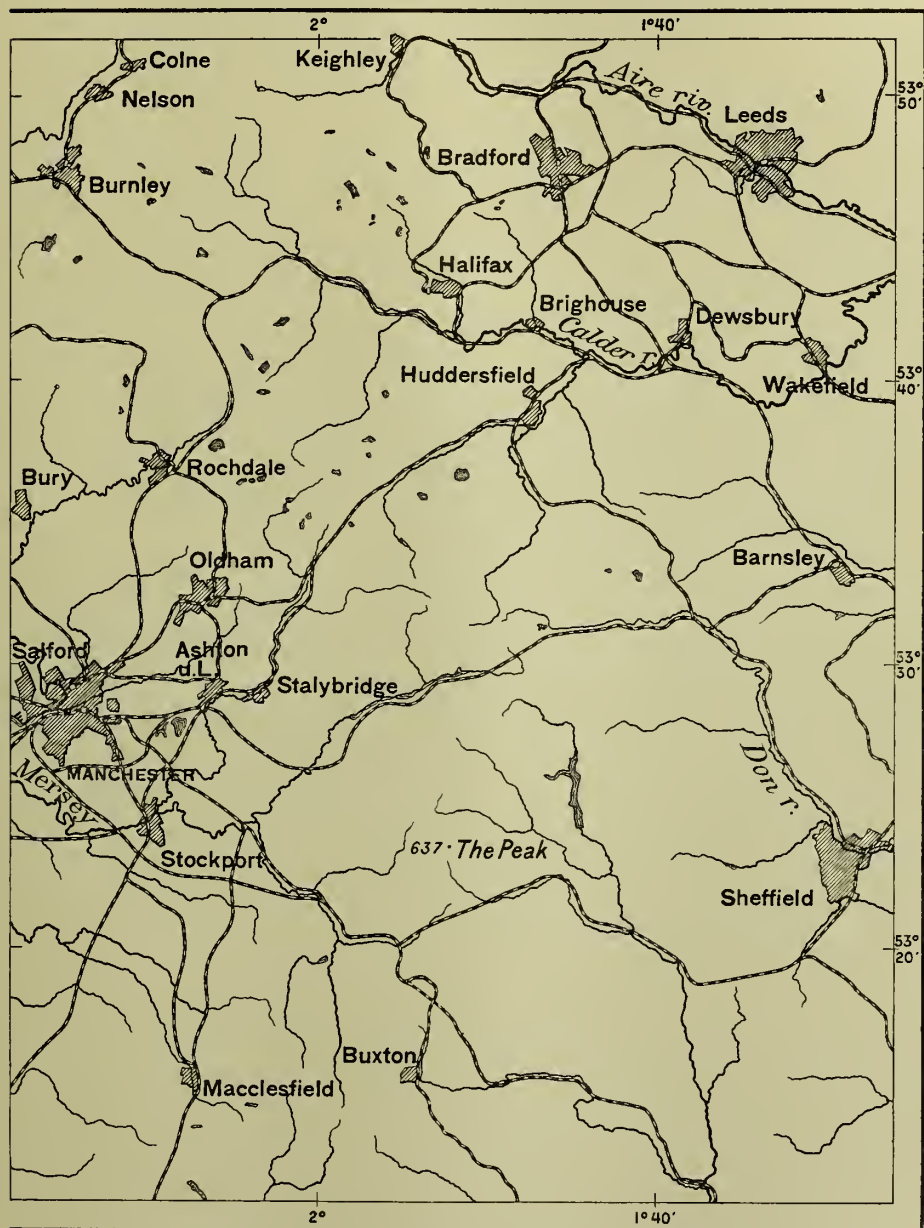 2°
1°40′
Colne
Keighley
Nelson
Aire riv.
53°
50′
Leeds
Bradford
Burnley
Halifax
Brighouse
Dewsbury
Calder r.
Huddersfield
Wakefield
53°
40′
Bury
Rochdale
Oldham
Barnsley
Salford
Ashton
d.L.
53°
30′
Stalybridge
MANCHESTER
Mersey
Don r.
Stockport
637·The Peak
Sheffield
53°
20′
Buxton
Macclesfield
2°
1°40′